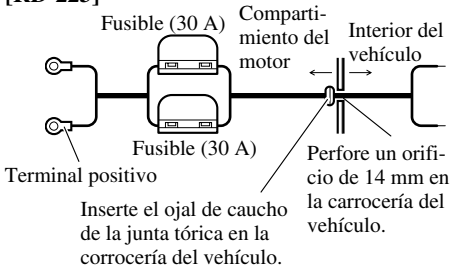 [RD-223]
Fusible (30 A)
Comparti-
miento del
motor
Interior del
vehículo
Fusible (30 A)
Terminal positivo
Perfore un orifi-
cio de 14 mm en
la carrocería del
vehículo.
Inserte el ojal de caucho
de la junta tórica en la
corrocería del vehículo.